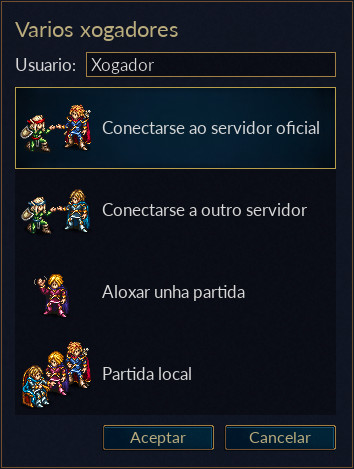 Varios xogadores
Usuario: Xogador
Conectarse ao servidor oficial
Conectarse a outro servidor
Aloxar unha partida
Partida local
Aceptar Cancelar